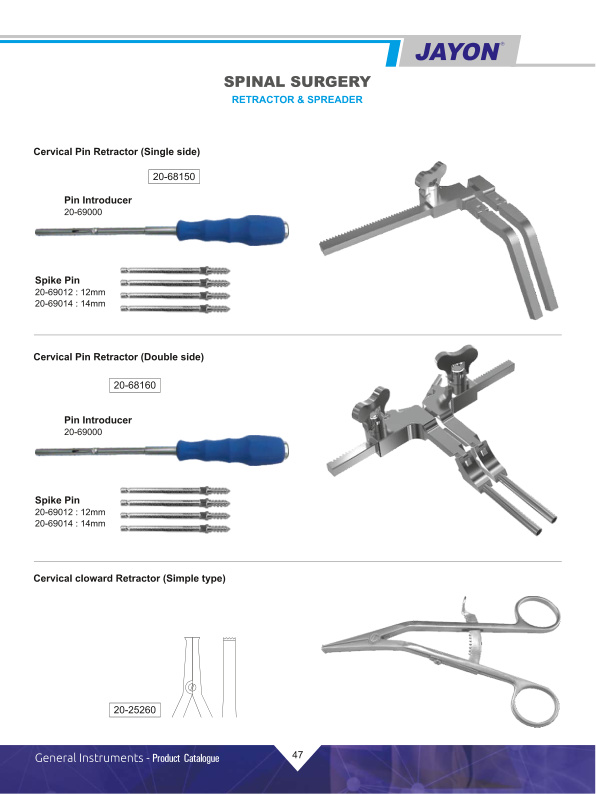 JAYON®
SPINAL SURGERY
RETRACTOR & SPREADER
Cervical Pin Retractor (Single side)
20-68150
Pin Introducer
20-69000
Spike Pin
20-69012 : 12mm
20-69014 : 14mm
Cervical Pin Retractor (Double side)
20-68160
Pin Introducer
20-69000
Spike Pin
20-69012 : 12mm
20-69014 : 14mm
Cervical cloward Retractor (Simple type)
20-25260
General Instruments - Product Catalogue
47